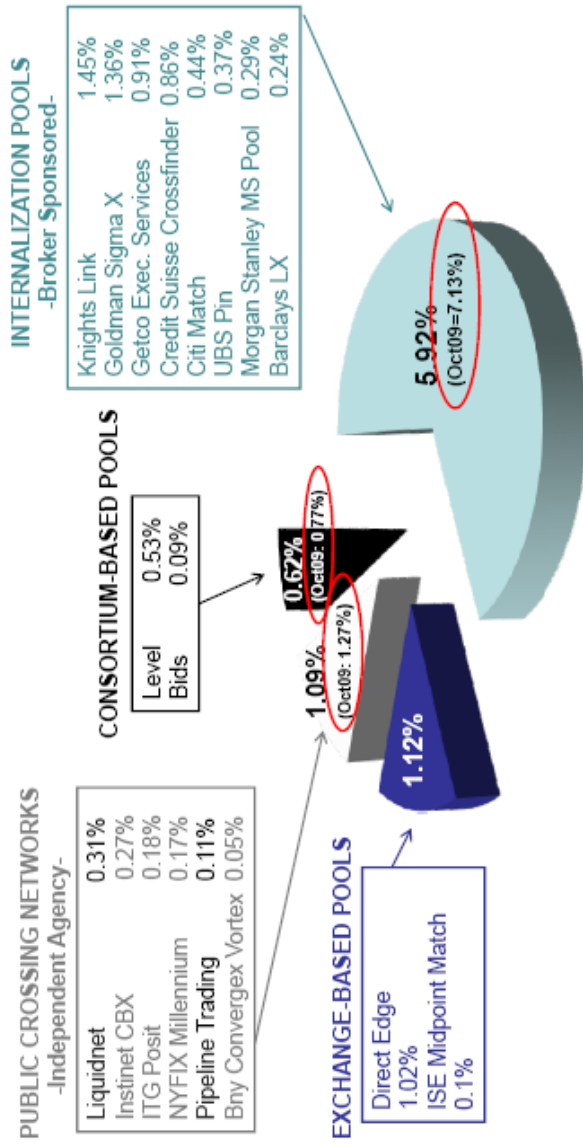 PUBLIC CROSSING NETWORKS
-Independent Agency-
Liquidnet 0.31%
Instinet CBX 0.27%
ITG Posit 0.18%
NYFIX Millennium 0.17%
Pipeline Trading 0.11%
Bny Convergex Vortex 0.05%
CONSORTIUM-BASED POOLS
Level 0.53%
Bids 0.09%
INTERNALIZATION POOLS
-Broker Sponsored-
Knights Link 1.45%
Goldman Sigma X 1.36%
Getco Exec. Services 0.91%
Credit Suisse Crossfinder 0.86%
Citi Match 0.44%
UBS Pin 0.37%
Morgan Stanley MS Pool 0.29%
Barclays LX 0.24%
EXCHANGE-BASED POOLS
Direct Edge
1.02%
ISE Midpoint Match
0.1%
1.12%
1.09%
(Oct09: 1.27%)
0.62%
(Oct09: 0.77%)
5.92%
(Oct09=7.13%)